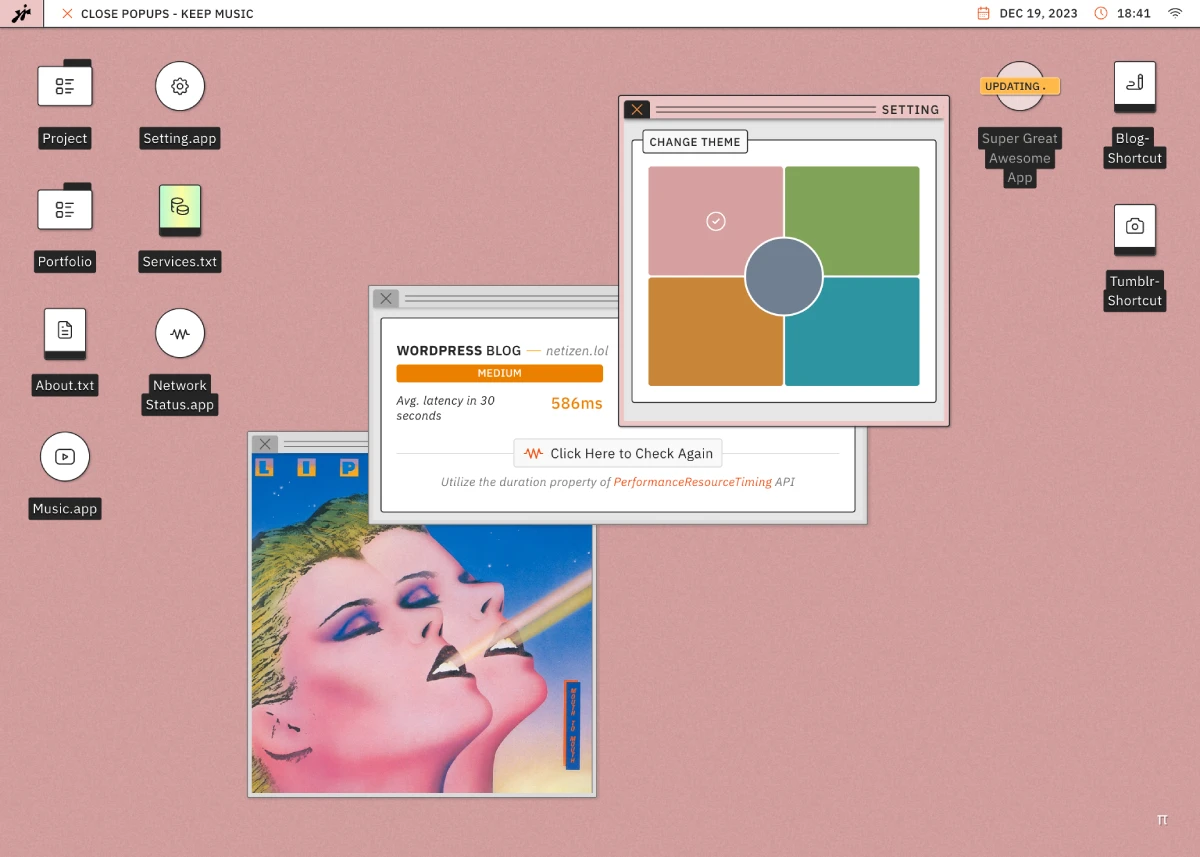 CLOSE POPUPS - KEEP MUSIC
DEC 19, 2023
18:41
Project
Setting.app
Portfolio
Services.txt
About.txt
Network
Status.app
Music.app
UPDATING.
Super Great
Awesome
App
Blog-
Shortcut
Tumblr-
Shortcut
SETTING
CHANGE THEME
WORDPRESS BLOG — netizen.lol
MEDIUM
Avg. latency in 30
seconds
586ms
Click Here to Check Again
Utilize the duration property of PerformanceResourceTiming API
LIP
MOUTH TO MOUTH
π